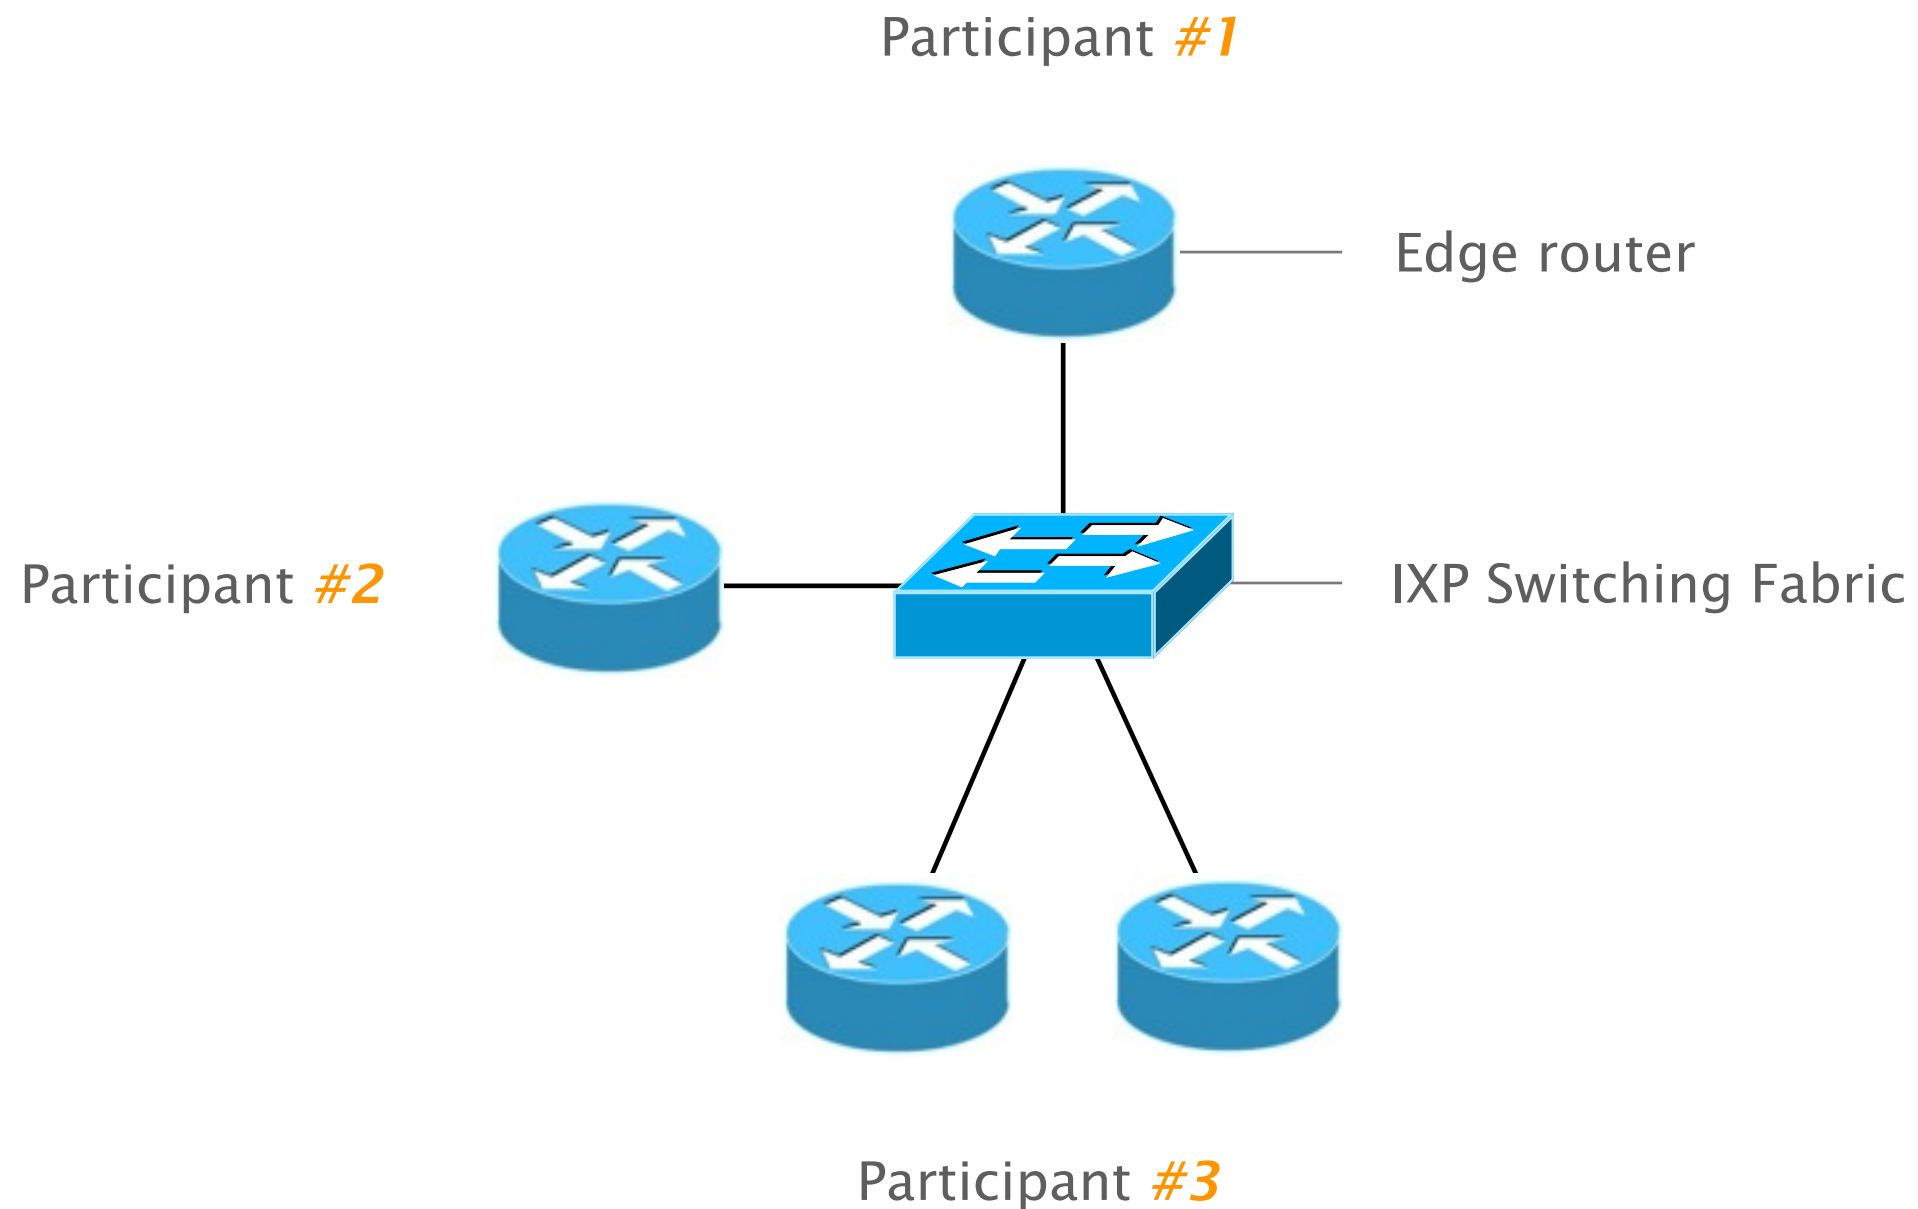 Participant #1
Edge router
Participant #2
IXP Switching Fabric
Participant #3